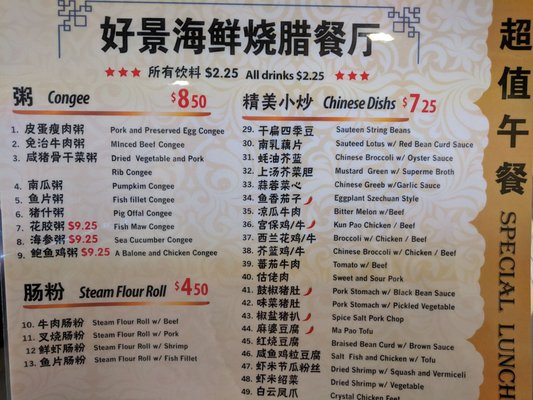 好景海鲜烧腊餐厅
★★★ 所有饮料 $2.25 All drinks $2.25 ★★★
粥 Congee $8.50
1. 皮蛋瘦肉粥 Pork and Preserved Egg Congee
2. 免治牛肉粥 MInced Beef Congee
3. 咸猪骨干菜粥 Dried Vegetable and Pork
Rib Congee
4. 南瓜粥 Pumpkim Congee
5. 鱼片粥 Fish fillet Congee
6. 猪什粥 Pig Offal Congee
7. 花胶粥 $9.25 Fish Maw Congee
8. 海参粥 $9.25 Sea Cucumber Congee
9. 鲍鱼鸡粥 $9.25 A Balone and Chicken Congee
肠粉 Steam Flour Roll $4.50
10. 牛肉肠粉 Steam Flour Roll w/ Beef
11. 叉烧肠粉 Steam Flour Roll w/ Pork
12 鲜虾肠粉 Steam Flour Roll w/ Shrimp
13. 鱼片肠粉 Steam Flour Roll w/ Fish Fillet
精美小炒 Chinese Dishs $7.25
29. 干扁四季豆 Sauteen String Beans
30. 南乳藕片 Sauteed Lotus w/ Red Bean Curd Sauce
31. 蚝油芥蓝 Chinese Broccoli w/ Oyster Sauce
32. 上汤芥菜胆 Mustard Green w/ Superme Broth
33. 蒜蓉菜心 Chinese Greeb w/Garlic Sauce
34. 鱼香茄子 Eggplant Szechuan Style
35. 凉瓜牛肉 Bitter Melon w/Beef
36. 宫保鸡/牛 Kun Pao Chicken / Beef
37. 西兰花鸡/牛 Broccoli w/ Chicken / Beef
38. 芥蓝鸡/牛 Chinese Broccoli w/ Chicken / Beef
39. 蕃茄牛肉 Tomato w/ Beef
40. 估佬肉 Sweet and Sour Pork
41. 鼓椒猪肚 Pork Stomach w/ Black Bean Sauce
42. 味菜猪肚 Pork Stomach w/ Pickled Vegetable
43. 椒盐猪扒 Spice Salt Pork Chop
44. 麻婆豆腐 Ma Pao Tofu
45. 红烧豆腐 Braised Bean Curd w/ Brown Sauce
46. 咸鱼鸡粒豆腐 Salt Fish and Chicken w/ Tofu
47. 虾米节瓜粉丝 Dried Shrimp w/ Squash and Vermiceli
48. 虾米绍菜 Dried Shrimp w/ Vegetable
49. 白云凤爪 Crystal Chicken Feet
超值午餐
SPECIAL LUNCH